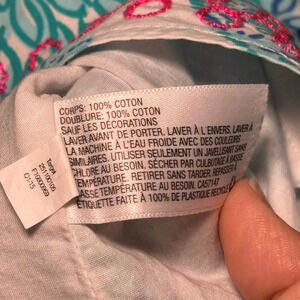 CORPS: 100% COTON
DOUBLURE: 100% COTON
SAUF LES DÉCORATIONS
LAVER AVANT DE PORTER, LAVER À L'ENVERS, LAVER À
LA MACHINE À L'EAU FROIDE AVEC DES COULEURS
SIMILAIRES. UTILISER SEULEMENT UN JAVELLISANT SANS
CHLORE AU BESOIN. SÉCHER PAR CULBUTAGE À BASSE
TEMPÉRATURE. RETIRER SANS TARDER. REPASSER À
BASSE TEMPÉRATURE AU BESOIN. CA57147
ÉTIQUETTE FAITE À 100% DE PLASTIQUE RECYCLÉ
Target